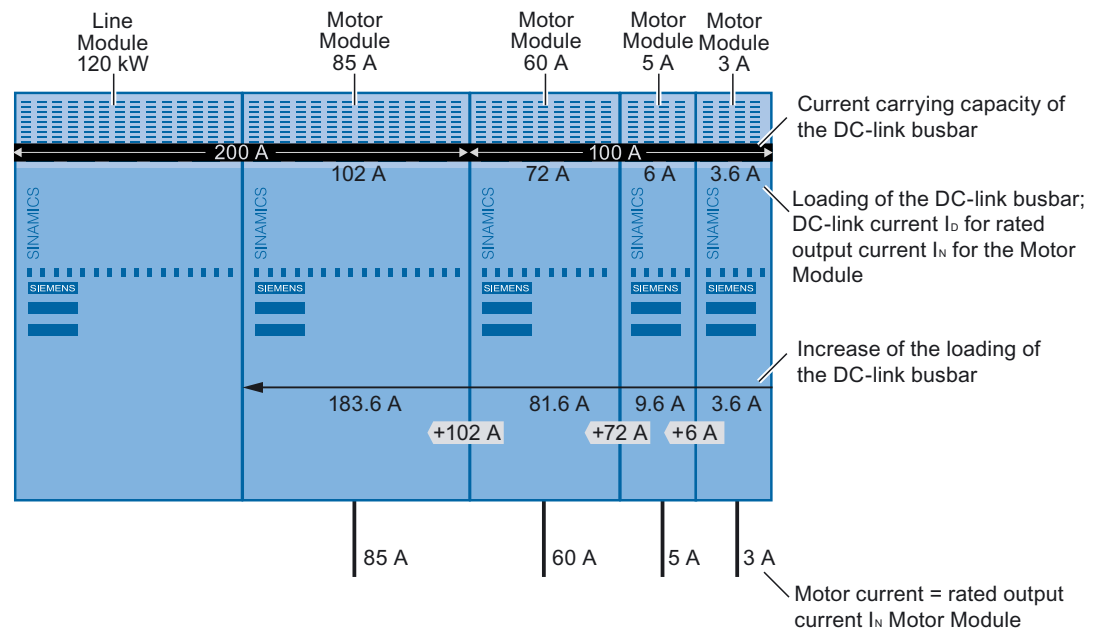 Line
Module
120 kW
Motor
Module
85 A
Motor
Module
60 A
Motor
Module
5 A
Motor
Module
3 A
Current carrying capacity of
the DC-link busbar
200 A
100 A
102 A
72 A
6 A
3.6 A
Loading of the DC-link busbar;
DC-link current I_D for rated
output current I_N for the Motor
Module
SINAMICS
SINAMICS
SINAMICS
SINAMICS
SINAMICS
SIEMENS
SIEMENS
SIEMENS
SIEMENS
SIEMENS
Increase of the loading of
the DC-link busbar
183.6 A
81.6 A
9.6 A
3.6 A
+102 A
+72 A
+6 A
85 A
60 A
5 A
3 A
Motor current = rated output
current I_N Motor Module